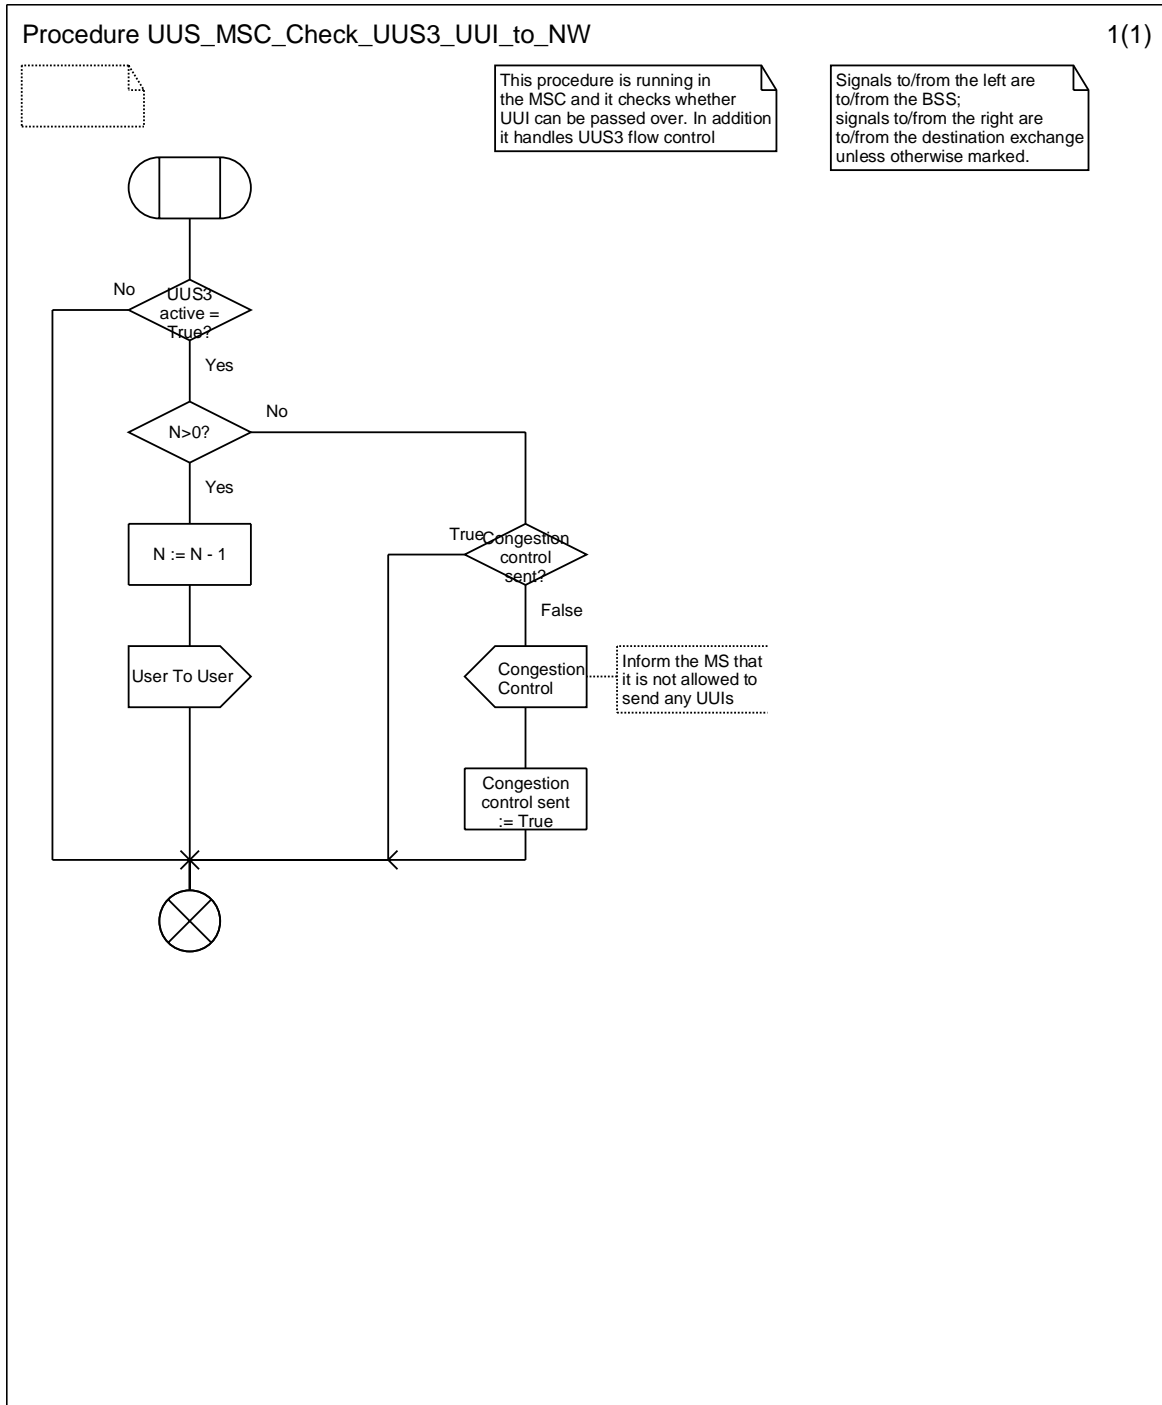 Procedure UUS_MSC_Check_UUS3_UUI_to_NW
1(1)
This procedure is running in
the MSC and it checks whether
UUI can be passed over. In addition
it handles UUS3 flow control
Signals to/from the left are
to/from the BSS;
signals to/from the right are
to/from the destination exchange
unless otherwise marked.
No
UUS3
active =
True?
Yes
No
N>0?
Yes
True
Congestion
control
sent?
N := N - 1
False
User To User
Congestion
Control
Inform the MS that
it is not allowed to
send any UUIs
Congestion
control sent
:= True